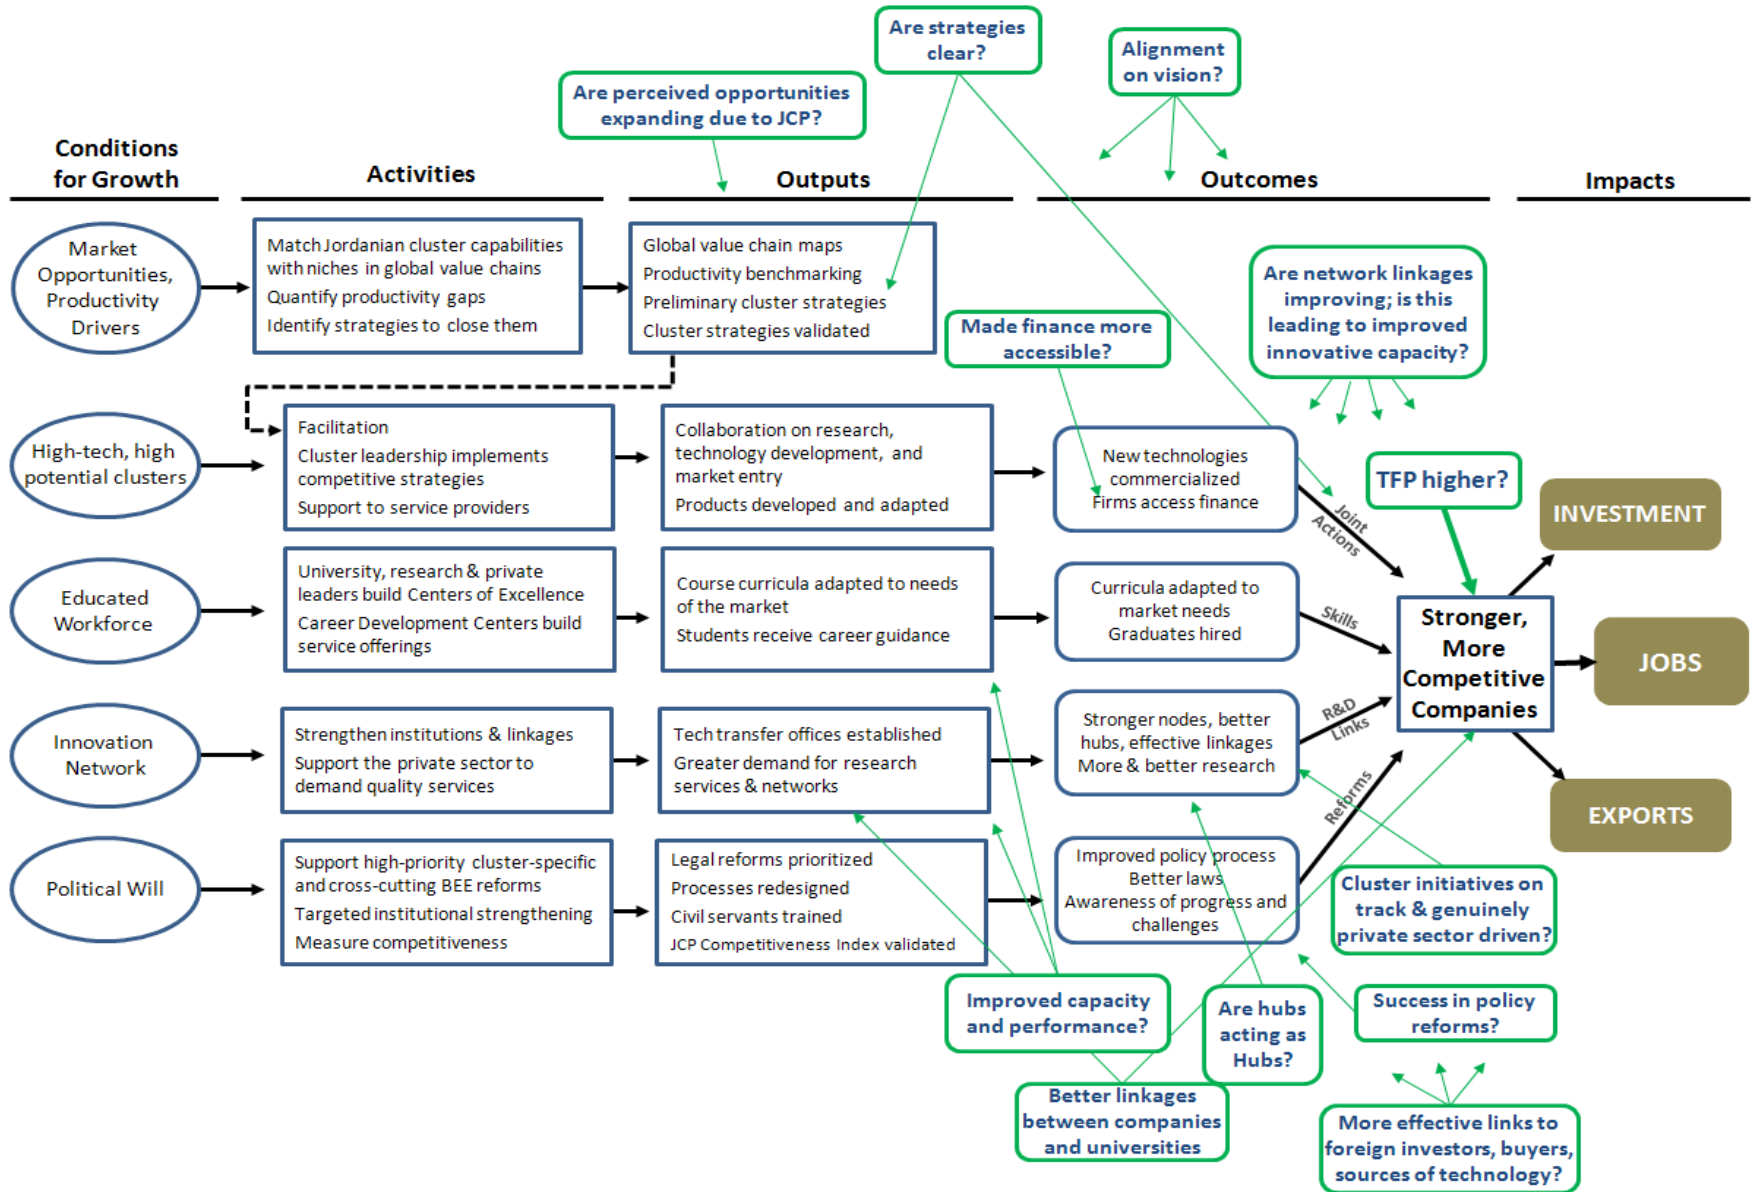 Are strategies
clear?
Alignment
on vision?
Are perceived opportunities
expanding due to JCP?
Conditions
for Growth
Activities
Outputs
Outcomes
Impacts
Market
Opportunities,
Productivity
Drivers
Match Jordanian cluster capabilities
with niches in global value chains
Quantify productivity gaps
Identify strategies to close them
Global value chain maps
Productivity benchmarking
Preliminary cluster strategies
Cluster strategies validated
Made finance more
accessible?
Are network linkages
improving; is this
leading to improved
innovative capacity?
High-tech, high
potential clusters
Facilitation
Cluster leadership implements
competitive strategies
Support to service providers
Collaboration on research,
technology development, and
market entry
Products developed and adapted
New technologies
commercialized
Firms access finance
Joint
Actions
TFP higher?
INVESTMENT
Educated
Workforce
University, research & private
leaders build Centers of Excellence
Career Development Centers build
service offerings
Course curricula adapted to needs
of the market
Students receive career guidance
Curricula adapted to
market needs
Graduates hired
Skills
Stronger,
More
Competitive
Companies
JOBS
Innovation
Network
Strengthen institutions & linkages
Support the private sector to
demand quality services
Tech transfer offices established
Greater demand for research
services & networks
Stronger nodes, better
hubs, effective linkages
More & better research
R&D
Links
EXPORTS
Political Will
Support high-priority cluster-specific
and cross-cutting BEE reforms
Targeted institutional strengthening
Measure competitiveness
Legal reforms prioritized
Processes redesigned
Civil servants trained
JCP Competitiveness Index validated
Improved policy process
Better laws
Awareness of progress and
challenges
Reforms
Cluster initiatives on
track & genuinely
private sector driven?
Improved capacity
and performance?
Are hubs
acting as
Hubs?
Success in policy
reforms?
Better linkages
between companies
and universities
More effective links to
foreign investors, buyers,
sources of technology?